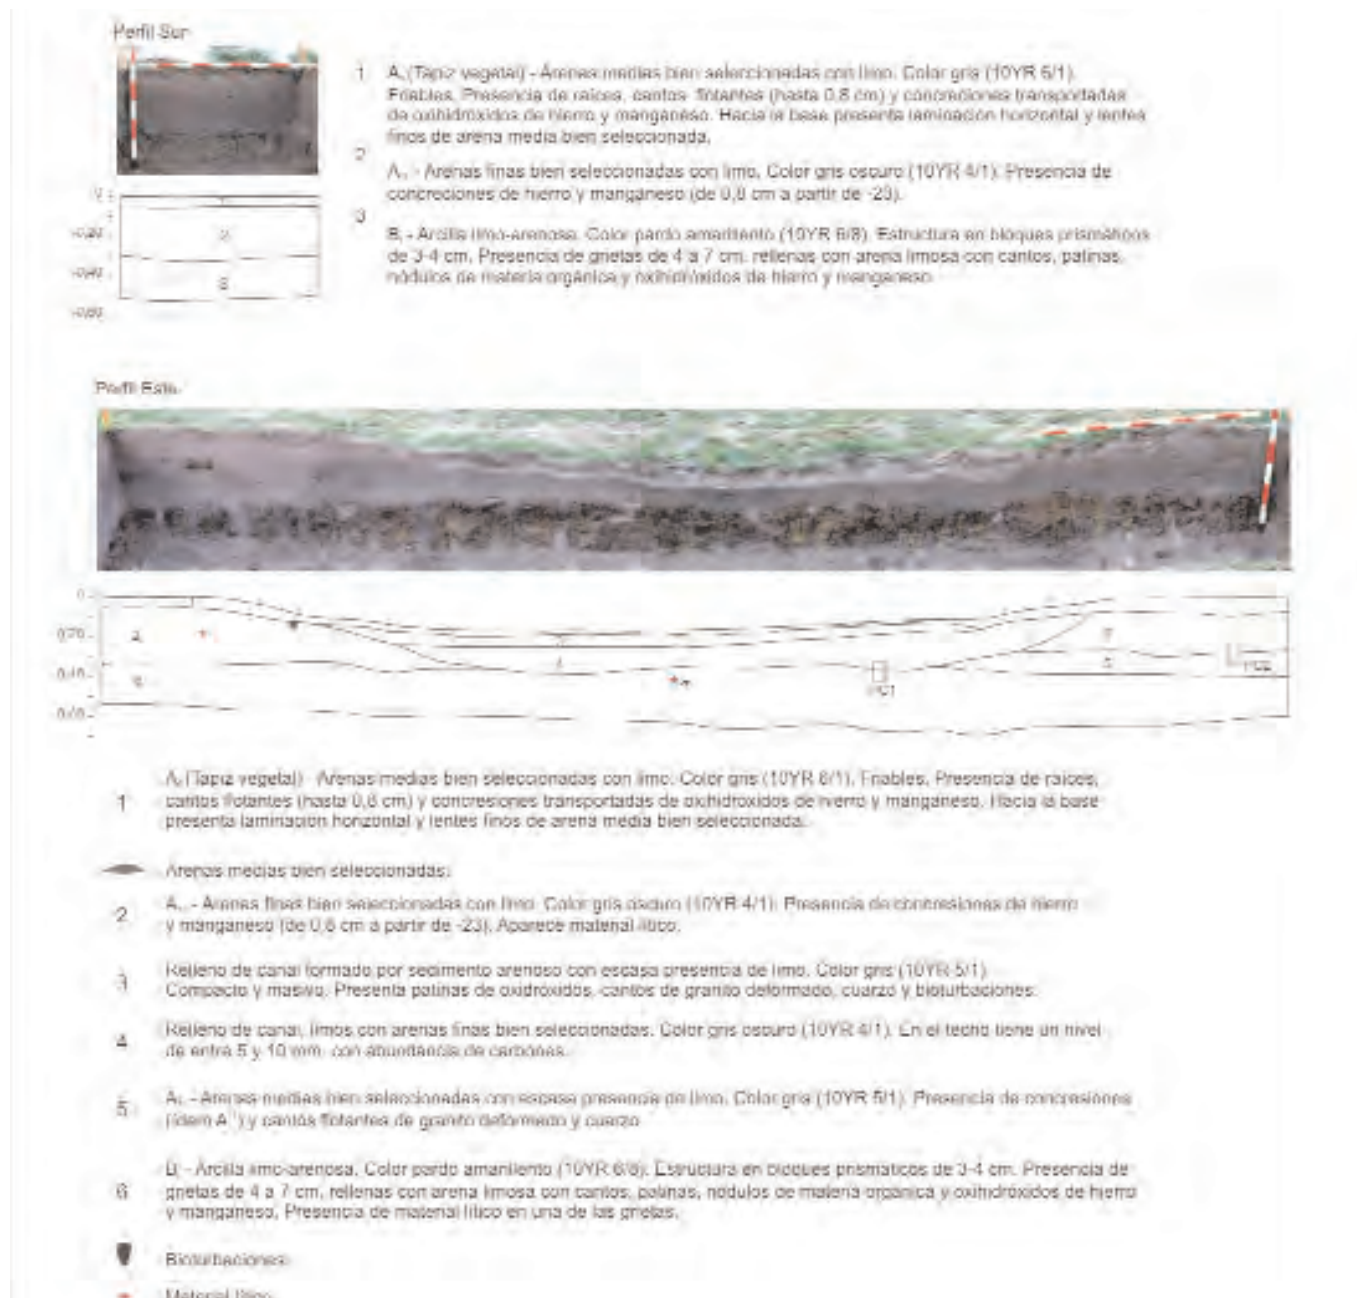 Perfil Sur
1 A, (Tapiz vegetal) - Arenas medias bien seleccionadas con limo. Color gris (10YR 6/1).
Friables. Presencia de raíces, cantos flotantes (hasta 0,8 cm) y concreciones transportadas
de oxihidróxidos de hierro y manganeso. Hacia la base presenta laminación horizontal y lentes
finos de arena media bien seleccionada.
2 - Arenas finas bien seleccionadas con limo. Color gris oscuro (10YR 4/1). Presencia de
concreciones de hierro y manganeso (de 0,8 cm a partir de -23).
3 - Arcilla limo-arenosa. Color pardo amarillento (10YR 6/8). Estructura en bloques prismáticos
de 3-4 cm. Presencia de grietas de 4 a 7 cm. rellenas con arena limosa con cantos, patinas,
nódulos de materia orgánica y oxihidróxidos de hierro y manganeso.
2
Perfil Este
PC1
PC2
A, (Tapiz vegetal) - Arenas medias bien seleccionadas con limo. Color gris (10YR 6/1). Friables. Presencia de raíces,
1 cantos flotantes (hasta 0,8 cm) y concresiones transportadas de oxihidroxidos de hierro y manganeso. Hacia la base
presenta laminación horizontal y lentes finos de arena media bien seleccionada.
Arenas medias bien seleccionadas.
2 - Arenas finas bien seleccionadas con limo. Color gris oscuro (10YR 4/1). Presencia de concresiones de hierro
y manganeso (de 0,8 cm a partir de -23). Aparece material lítico.
3 Relleno de canal formado por sedimento arenoso con escasa presencia de limo. Color gris (10YR 5/1)
Compacto y masivo. Presenta patinas de oxidróxidos, cantos de granito deformado, cuarzo y bioturbaciones.
4 Relleno de canal, limos con arenas finas bien seleccionadas. Color gris oscuro (10YR 4/1). En el techo tiene un nivel
de entre 5 y 10 mm. con abundancia de carbones.
5 - Arenas medias bien seleccionadas con escasa presencia de limo. Color gris (10YR 5/1). Presencia de concresiones
(idem A) y cantos flotantes de granito deformado y cuarzo
- Arcilla limo-arenosa. Color pardo amarillento (10YR 6/8). Estructura en bloques prismáticos de 3-4 cm. Presencia de
6 grietas de 4 a 7 cm. rellenas con arena limosa con cantos, patinas, nódulos de materia orgánica y oxihidróxidos de hierro
y manganeso. Presencia de material lítico en una de las grietas.
Bioturbaciones
Material lítico